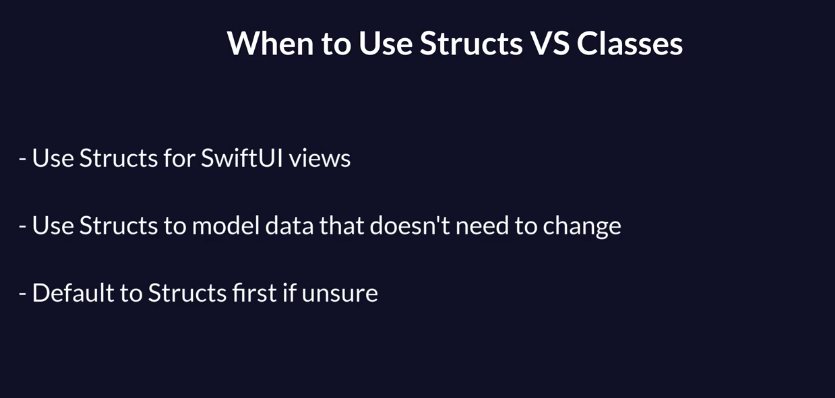 When to Use Structs VS Classes
- Use Structs for SwiftUI views
- Use Structs to model data that doesn't need to change
- Default to Structs first if unsure